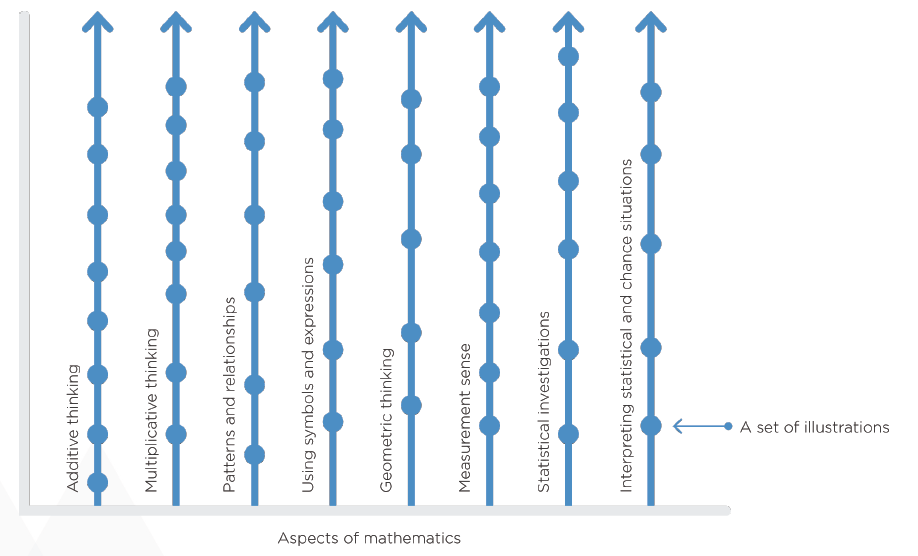 Additive thinking
Multiplicative thinking
Patterns and relationships
Using symbols and expressions
Geometric thinking
Measurement sense
Statistical investigations
Interpreting statistical and chance situations
A set of illustrations
Aspects of mathematics